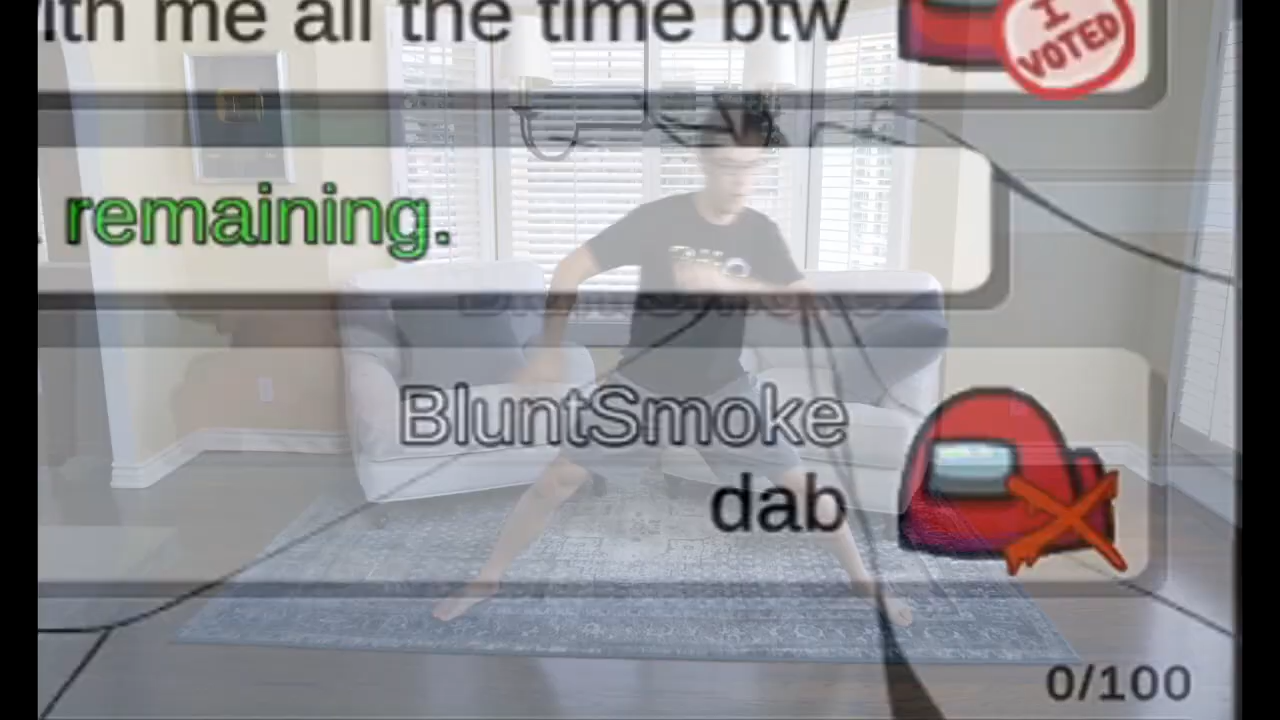 ith me all the time btw
I
VOTED
remaining.
BluntSmoke
dab
0/100